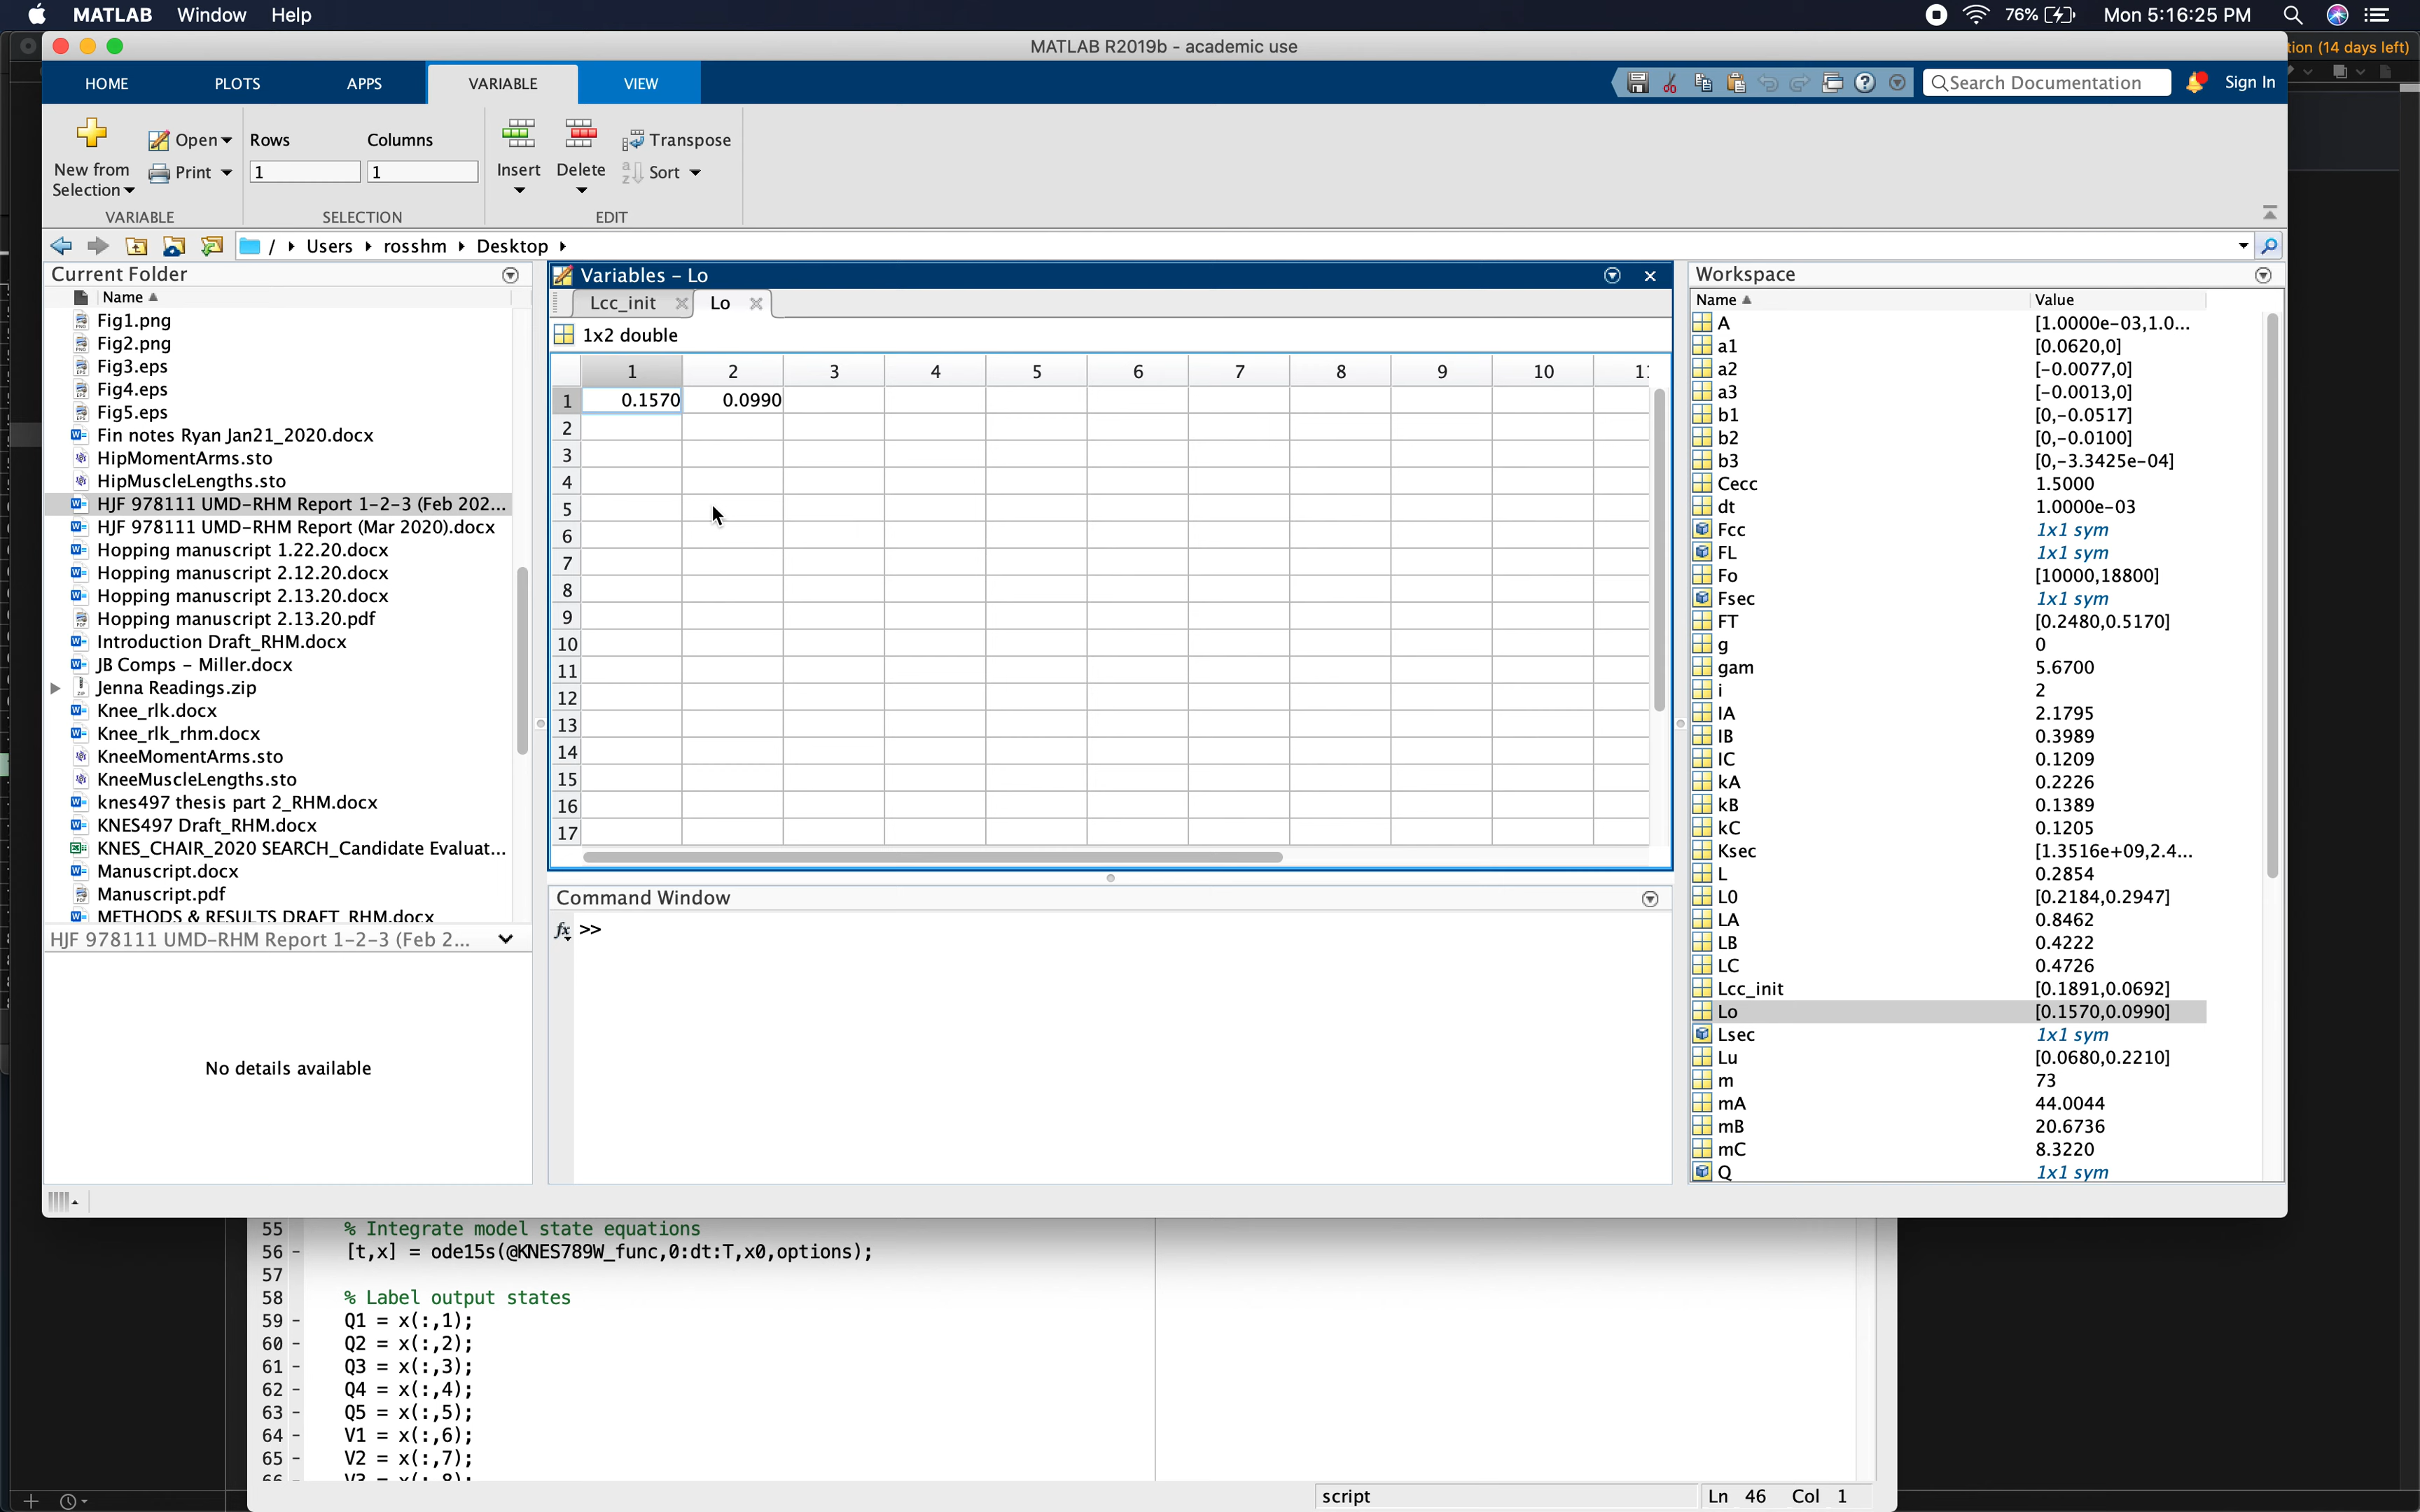 MATLAB Window Help
76% Mon 5:16:25 PM
MATLAB R2019b - academic use
tion (14 days left)
HOME PLOTS APPS VARIABLE VIEW
Search Documentation
Sign In
New from
Selection
Open
Print
VARIABLE
Rows Columns
1 1
SELECTION
Insert Delete
Transpose
Sort
EDIT
/ Users rosshm Desktop
Current Folder
Name
Fig1.png
Fig2.png
Fig3.eps
Fig4.eps
Fig5.eps
Fin notes Ryan Jan21_2020.docx
HipMomentArms.sto
HipMuscleLengths.sto
HJF 978111 UMD-RHM Report 1-2-3 (Feb 202...
HJF 978111 UMD-RHM Report (Mar 2020).docx
Hopping manuscript 1.22.20.docx
Hopping manuscript 2.12.20.docx
Hopping manuscript 2.13.20.docx
Hopping manuscript 2.13.20.pdf
Introduction Draft_RHM.docx
JB Comps - Miller.docx
Jenna Readings.zip
Knee_rlk.docx
Knee_rlk_rhm.docx
KneeMomentArms.sto
KneeMuscleLengths.sto
knes497 thesis part 2_RHM.docx
KNES497 Draft_RHM.docx
KNES_CHAIR_2020 SEARCH_Candidate Evaluat...
Manuscript.docx
Manuscript.pdf
METHODS & RESULTS DRAFT_RHM.docx
HJF 978111 UMD-RHM Report 1-2-3 (Feb 2...
No details available
Variables - Lo
Lcc_init Lo
1x2 double
1 2 3 4 5 6 7 8 9 10 11
1 0.1570 0.0990
2
3
4
5
6
7
8
9
10
11
12
13
14
15
16
17
Command Window
fx >>
Workspace
Name Value
A [1.0000e-03,1.0...
a1 [0.0620,0]
a2 [-0.0077,0]
a3 [-0.0013,0]
b1 [0,-0.0517]
b2 [0,-0.0100]
b3 [0,-3.3425e-04]
Cecc 1.5000
dt 1.0000e-03
Fcc 1x1 sym
FL 1x1 sym
Fo [10000,18800]
Fsec 1x1 sym
FT [0.2480,0.5170]
g 0
gam 5.6700
i 2
IA 2.1795
IB 0.3989
IC 0.1209
kA 0.2226
kB 0.1389
kC 0.1205
Ksec [1.3516e+09,2.4...
L 0.2854
L0 [0.2184,0.2947]
LA 0.8462
LB 0.4222
LC 0.4726
Lcc_init [0.1891,0.0692]
Lo [0.1570,0.0990]
Lsec 1x1 sym
Lu [0.0680,0.2210]
m 73
mA 44.0044
mB 20.6736
mC 8.3220
Q 1x1 sym
55 % Integrate model state equations
56 - [t,x] = ode15s(@KNES789W_func,0:dt:T,x0,options);
57
58 % Label output states
59 - Q1 = x(:,1);
60 - Q2 = x(:,2);
61 - Q3 = x(:,3);
62 - Q4 = x(:,4);
63 - Q5 = x(:,5);
64 - V1 = x(:,6);
65 - V2 = x(:,7);
66 - V3 = x(:,8);
script Ln 46 Col 1